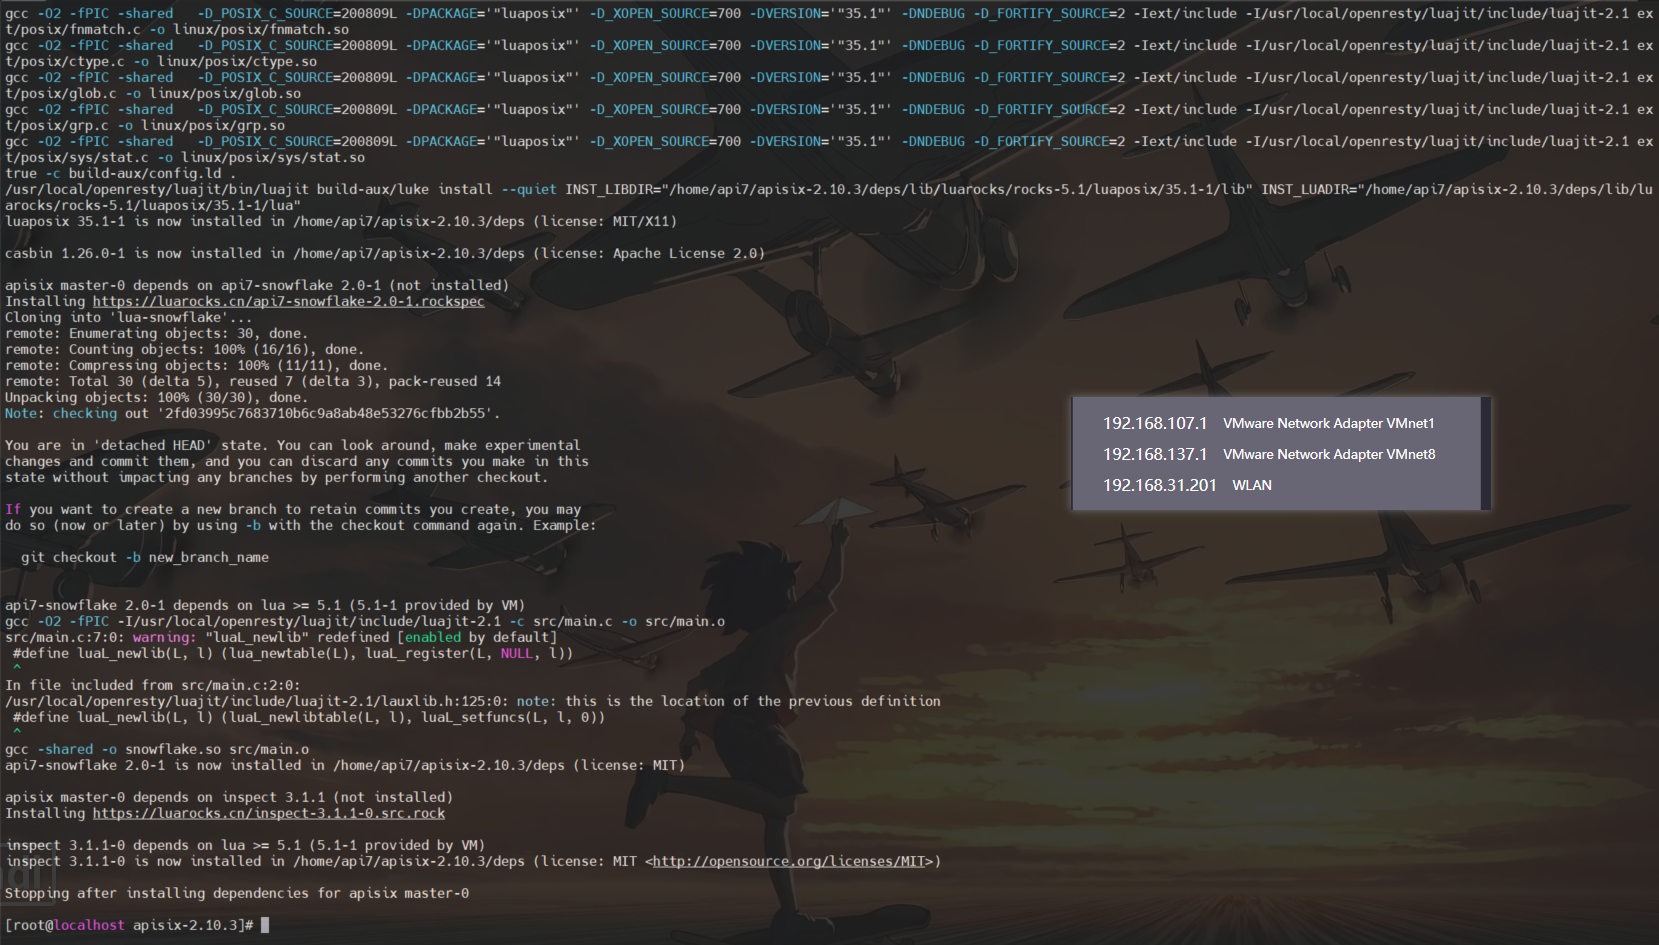 gcc -O2 -fPIC -shared   -D_POSIX_C_SOURCE=200809L -DPACKAGE='"luaposix"' -D_XOPEN_SOURCE=700 -DVERSION='"35.1"' -DNDEBUG -D_FORTIFY_SOURCE=2 -Iext/include -I/usr/local/openresty/luajit/include/luajit-2.1 ex
t/posix/fnmatch.c -o linux/posix/fnmatch.so
gcc -O2 -fPIC -shared   -D_POSIX_C_SOURCE=200809L -DPACKAGE='"luaposix"' -D_XOPEN_SOURCE=700 -DVERSION='"35.1"' -DNDEBUG -D_FORTIFY_SOURCE=2 -Iext/include -I/usr/local/openresty/luajit/include/luajit-2.1 ex
t/posix/ctype.c -o linux/posix/ctype.so
gcc -O2 -fPIC -shared   -D_POSIX_C_SOURCE=200809L -DPACKAGE='"luaposix"' -D_XOPEN_SOURCE=700 -DVERSION='"35.1"' -DNDEBUG -D_FORTIFY_SOURCE=2 -Iext/include -I/usr/local/openresty/luajit/include/luajit-2.1 ex
t/posix/glob.c -o linux/posix/glob.so
gcc -O2 -fPIC -shared   -D_POSIX_C_SOURCE=200809L -DPACKAGE='"luaposix"' -D_XOPEN_SOURCE=700 -DVERSION='"35.1"' -DNDEBUG -D_FORTIFY_SOURCE=2 -Iext/include -I/usr/local/openresty/luajit/include/luajit-2.1 ex
t/posix/grp.c -o linux/posix/grp.so
gcc -O2 -fPIC -shared   -D_POSIX_C_SOURCE=200809L -DPACKAGE='"luaposix"' -D_XOPEN_SOURCE=700 -DVERSION='"35.1"' -DNDEBUG -D_FORTIFY_SOURCE=2 -Iext/include -I/usr/local/openresty/luajit/include/luajit-2.1 ex
t/posix/sys/stat.c -o linux/posix/sys/stat.so
true -c build-aux/config.ld .
/usr/local/openresty/luajit/bin/luajit build-aux/luke install --quiet INST_LIBDIR="/home/api7/apisix-2.10.3/deps/lib/luarocks/rocks-5.1/luaposix/35.1-1/lib" INST_LUADIR="/home/api7/apisix-2.10.3/deps/lib/lu
arocks/rocks-5.1/luaposix/35.1-1/lua"
luaposix 35.1-1 is now installed in /home/api7/apisix-2.10.3/deps (license: MIT/X11)
casbin 1.26.0-1 is now installed in /home/api7/apisix-2.10.3/deps (license: Apache License 2.0)
apisix master-0 depends on api7-snowflake 2.0-1 (not installed)
Installing https://luarocks.cn/api7-snowflake-2.0-1.rockspec
Cloning into 'lua-snowflake'...
remote: Enumerating objects: 30, done.
remote: Counting objects: 100% (16/16), done.
remote: Compressing objects: 100% (11/11), done.
remote: Total 30 (delta 5), reused 7 (delta 3), pack-reused 14
Unpacking objects: 100% (30/30), done.
Note: checking out '2fd03995c7683710b6c9a8ab48e53276cfbb2b55'.
You are in 'detached HEAD' state. You can look around, make experimental
changes and commit them, and you can discard any commits you make in this
state without impacting any branches by performing another checkout.
If you want to create a new branch to retain commits you create, you may
do so (now or later) by using -b with the checkout command again. Example:
git checkout -b new_branch_name
api7-snowflake 2.0-1 depends on lua >= 5.1 (5.1-1 provided by VM)
gcc -O2 -fPIC -I/usr/local/openresty/luajit/include/luajit-2.1 -c src/main.c -o src/main.o
src/main.c:7:0: warning: "luaL_newlib" redefined [enabled by default]
#define luaL_newlib(L, l) (lua_newtable(L), luaL_register(L, NULL, l))
^
In file included from src/main.c:2:0:
/usr/local/openresty/luajit/include/luajit-2.1/lauxlib.h:125:0: note: this is the location of the previous definition
#define luaL_newlib(L, l) (luaL_newlibtable(L, l), luaL_setfuncs(L, l, 0))
^
gcc -shared -o snowflake.so src/main.o
api7-snowflake 2.0-1 is now installed in /home/api7/apisix-2.10.3/deps (license: MIT)
apisix master-0 depends on inspect 3.1.1 (not installed)
Installing https://luarocks.cn/inspect-3.1.1-0.src.rock
inspect 3.1.1-0 depends on lua >= 5.1 (5.1-1 provided by VM)
inspect 3.1.1-0 is now installed in /home/api7/apisix-2.10.3/deps (license: MIT <http://opensource.org/licenses/MIT>)
Stopping after installing dependencies for apisix master-0
[root@localhost apisix-2.10.3]#
192.168.107.1 VMware Network Adapter VMnet1
192.168.137.1 VMware Network Adapter VMnet8
192.168.31.201 WLAN